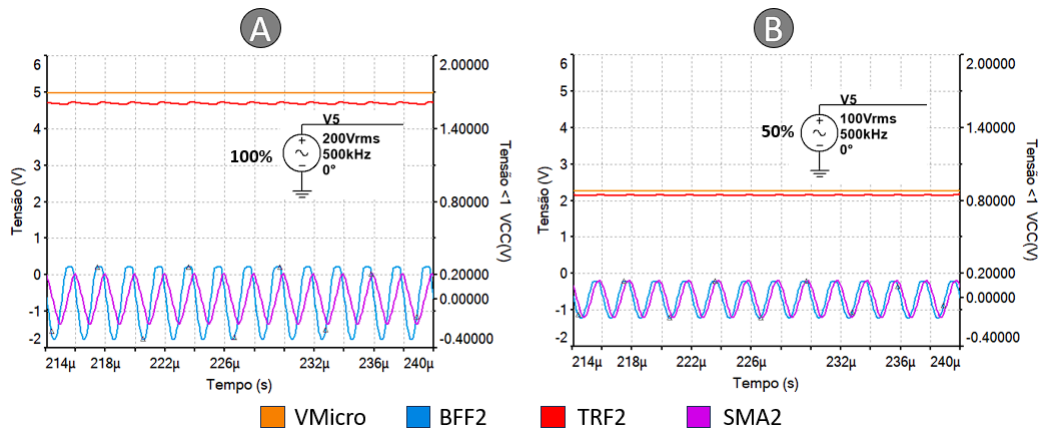 A
B
6
5
4
3
2
1
0
-1
-2
Tensão (V)
2.00000
1.40000
0.80000
0.20000
0.00000
-0.40000
Tensão <1 VCC(V)
V5
100%
200Vrms
500kHz
0°
214µ 218µ 222µ 226µ 232µ 236µ 240µ
Tempo (s)
6
5
4
3
2
1
0
-1
-2
Tensão (V)
2.00000
1.40000
0.80000
0.20000
0.00000
-0.40000
Tensão <1 VCC(V)
V5
50%
100Vrms
500kHz
0°
214µ 218µ 222µ 226µ 232µ 236µ 240µ
Tempo (s)
VMicro BFF2 TRF2 SMA2